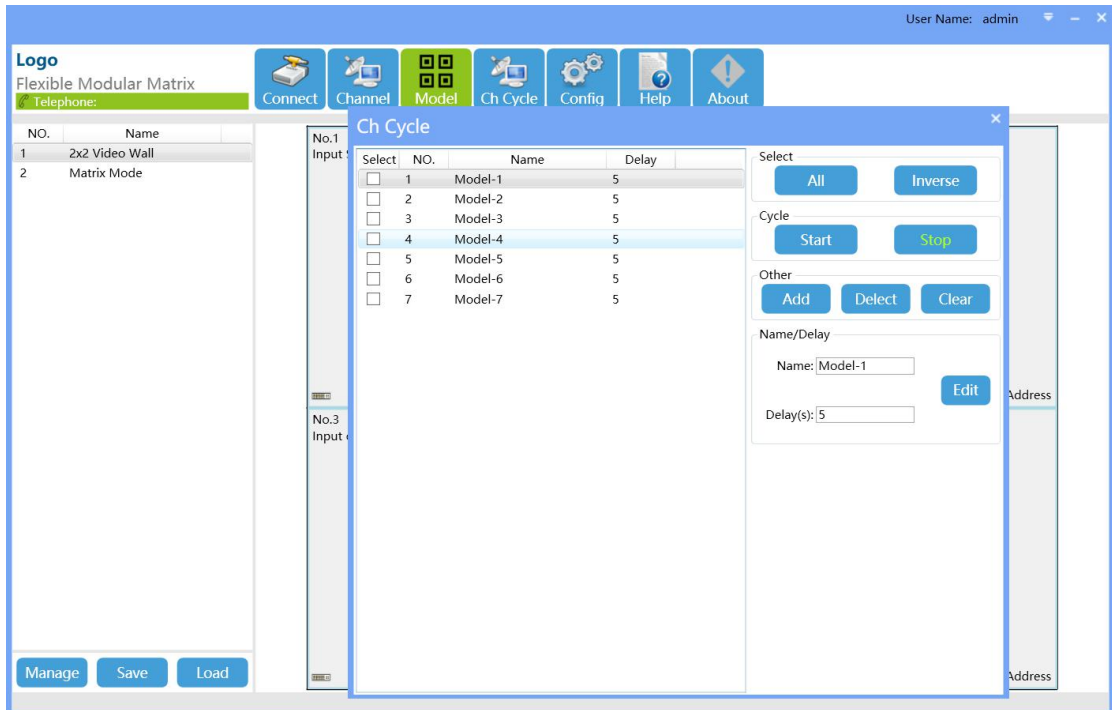 User Name: admin
Logo
Flexible Modular Matrix
Telephone:
Connect
Channel
Model
Ch Cycle
Config
Help
About
NO. Name
1 2x2 Video Wall
2 Matrix Mode
Manage Save Load
No.1
Input
Address
No.3
Input
Address
Ch Cycle
Select NO. Name Delay
1 Model-1 5
2 Model-2 5
3 Model-3 5
4 Model-4 5
5 Model-5 5
6 Model-6 5
7 Model-7 5
Select
All Inverse
Cycle
Start Stop
Other
Add Delect Clear
Name/Delay
Name: Model-1
Edit
Delay(s): 5